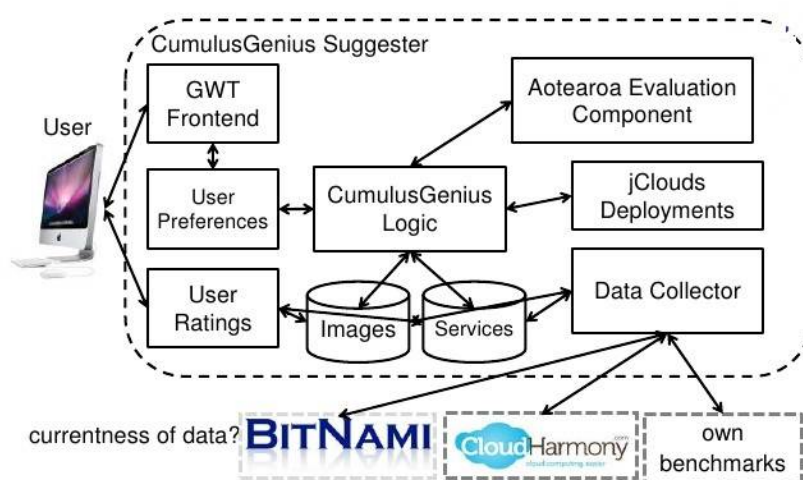 CumulusGenius Suggester
User
GWT
Frontend
Aotearoa Evaluation
Component
User
Preferences
CumulusGenius
Logic
jClouds
Deployments
User
Ratings
Images
Services
Data Collector
currentness of data?
BITNAMI
CloudHarmony.com
cloud computing easier
own
benchmarks